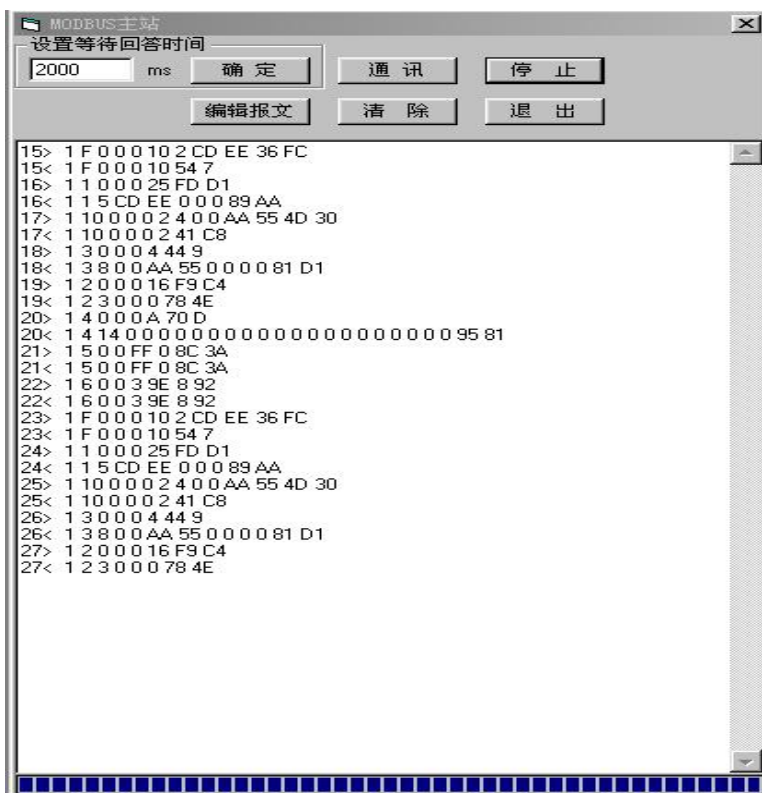 MODBUS主站
设置等待回答时间
2000 ms 确 定 通 讯 停 止
编辑报文 清 除 退 出
15> 1 F 0 0 0 10 2 CD EE 36 FC
15< 1 F 0 0 0 10 54 7
16> 1 1 0 0 0 25 FD D1
16< 1 1 5 CD EE 0 0 0 89 AA
17> 1 10 0 0 0 2 4 0 0 AA 55 4D 30
17< 1 10 0 0 0 2 41 C8
18> 1 3 0 0 0 4 44 9
18< 1 3 8 0 0 AA 55 0 0 0 0 81 D1
19> 1 2 0 0 0 16 F9 C4
19< 1 2 3 0 0 0 78 4E
20> 1 4 0 0 0 A 70 D
20< 1 4 14 0 0 0 0 0 0 0 0 0 0 0 0 0 0 0 0 0 0 0 0 95 81
21> 1 5 0 0 FF 0 8C 3A
21< 1 5 0 0 FF 0 8C 3A
22> 1 6 0 0 3 9E 8 92
22< 1 6 0 0 3 9E 8 92
23> 1 F 0 0 0 10 2 CD EE 36 FC
23< 1 F 0 0 0 10 54 7
24> 1 1 0 0 0 25 FD D1
24< 1 1 5 CD EE 0 0 0 89 AA
25> 1 10 0 0 0 2 4 0 0 AA 55 4D 30
25< 1 10 0 0 0 2 41 C8
26> 1 3 0 0 0 4 44 9
26< 1 3 8 0 0 AA 55 0 0 0 0 81 D1
27> 1 2 0 0 0 16 F9 C4
27< 1 2 3 0 0 0 78 4E